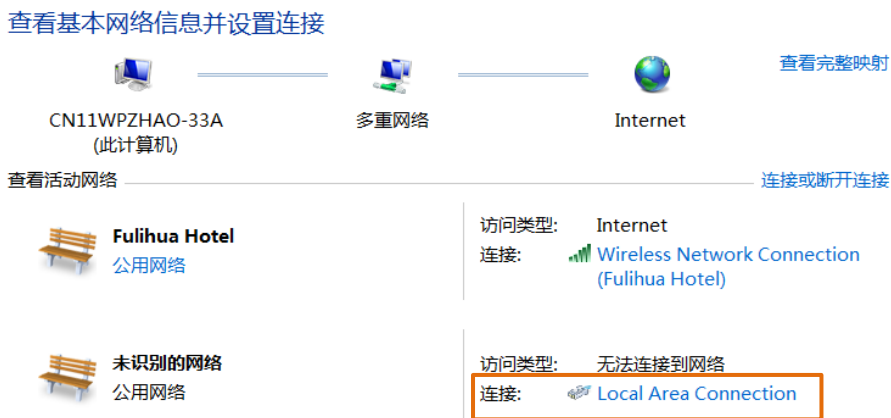 查看基本网络信息并设置连接
查看完整映射
CN11WPZHAO-33A
(此计算机)
多重网络
Internet
查看活动网络
连接或断开连接
Fulihua Hotel
公用网络
访问类型: Internet
连接: Wireless Network Connection
(Fulihua Hotel)
未识别的网络
公用网络
访问类型: 无法连接到网络
连接: Local Area Connection